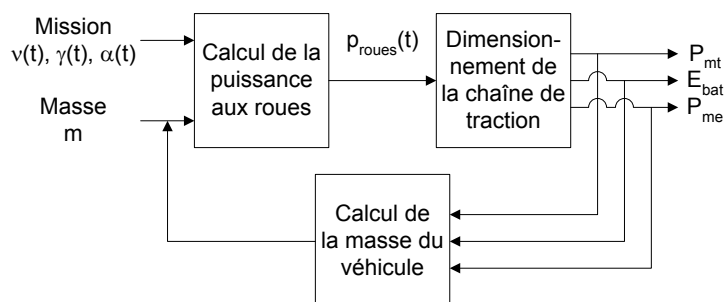 Mission
ν(t), γ(t), α(t)
Masse
m
Calcul de la
puissance
aux roues
p_roues(t)
Dimension-
nement de
la chaîne de
traction
P_mt
E_bat
P_me
Calcul de
la masse du
véhicule